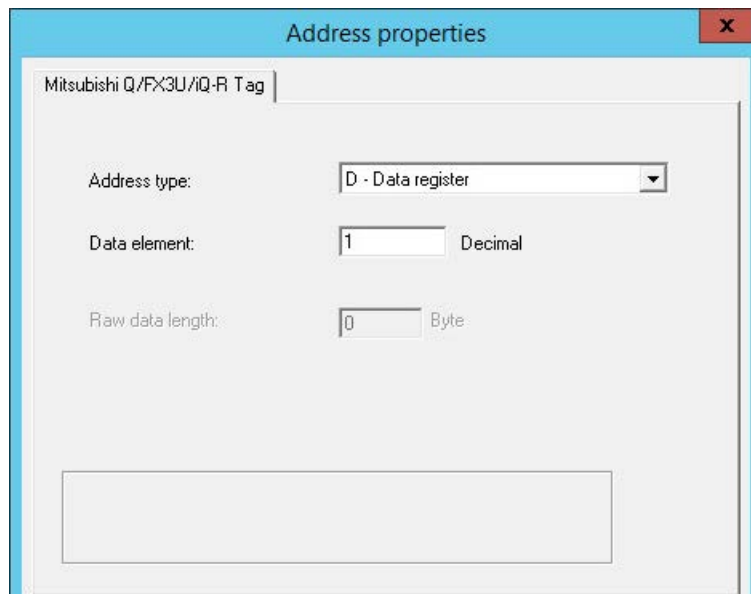 Address properties
x
Mitsubishi Q/FX3U/iQ-R Tag
Address type: D - Data register
Data element: 1 Decimal
Raw data length: 0 Byte